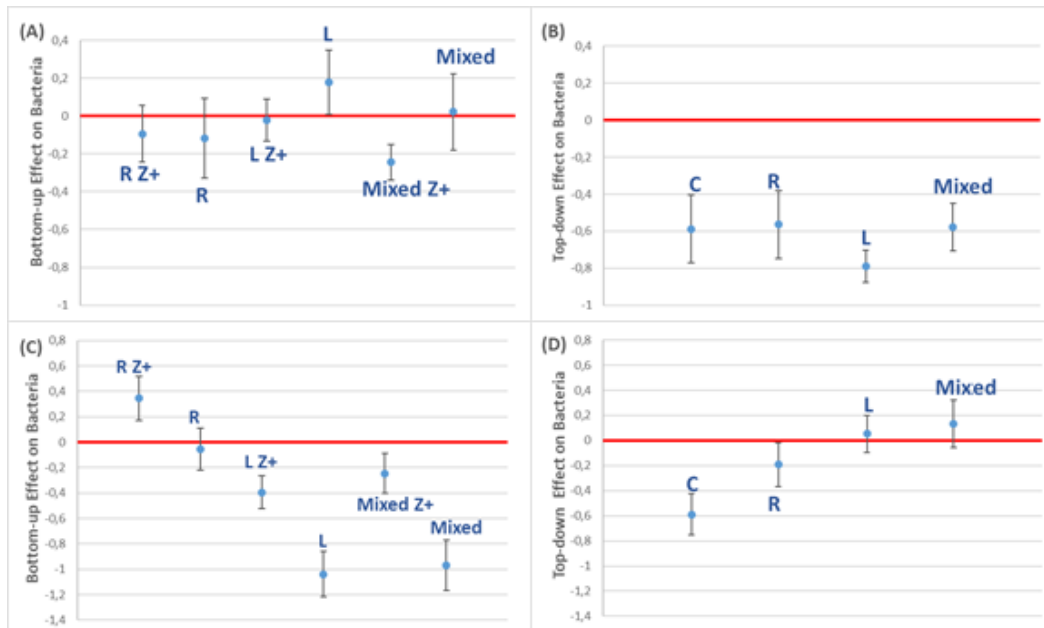 (A)
Bottom-up Effect on Bacteria
0,4
0,2
0
-0,2
-0,4
-0,6
-0,8
-1
R Z+
R
L Z+
L
Mixed Z+
Mixed
(B)
Top-down Effect on Bacteria
0,4
0,2
0
-0,2
-0,4
-0,6
-0,8
-1
C
R
L
Mixed
(C)
Bottom-up Effect on Bacteria
0,8
0,6
0,4
0,2
0
-0,2
-0,4
-0,6
-0,8
-1
-1,2
-1,4
R Z+
R
L Z+
L
Mixed Z+
Mixed
(D)
Top-down Effect on Bacteria
0,8
0,6
0,4
0,2
0
-0,2
-0,4
-0,6
-0,8
-1
-1,2
-1,4
C
R
L
Mixed